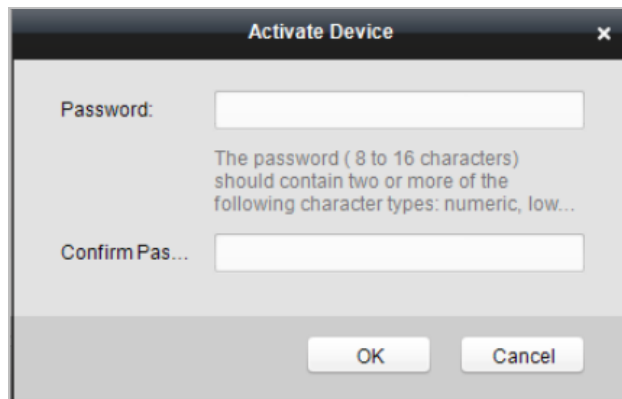 Activate Device
Password:
The password ( 8 to 16 characters)
should contain two or more of the
following character types: numeric, low...
Confirm Pas...
OK
Cancel